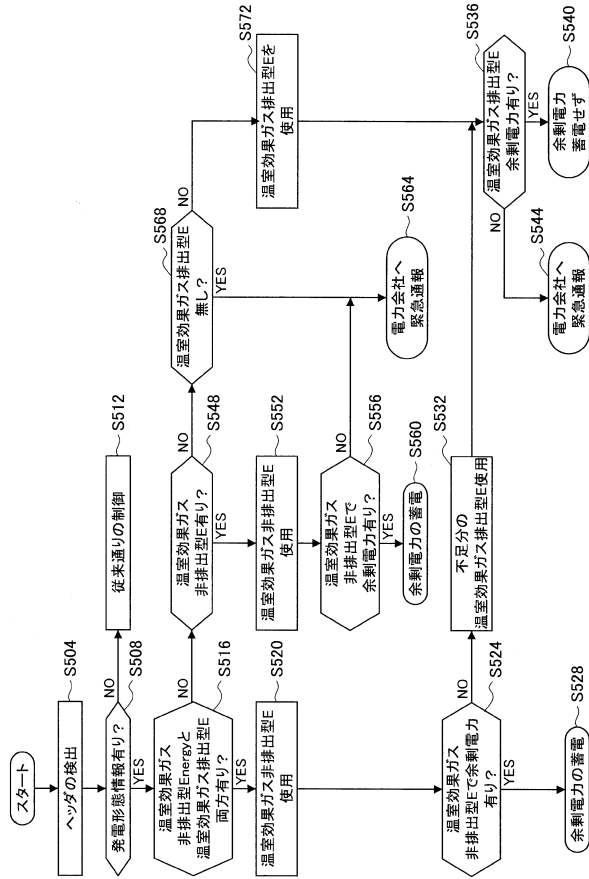 スタート
ヘッダの検出
S504
発電形態情報有り？
S508
NO
YES
従来通りの制御
S512
温室効果ガス
非排出型Energyと
温室効果ガス排出型E
両方有り？
S516
NO
YES
温室効果ガス非排出型E
使用
S520
温室効果ガス
非排出型Eで余剰電力
有り？
S524
NO
YES
余剰電力の蓄電
S528
不足分の
温室効果ガス排出型E使用
S532
温室効果ガス排出型E
余剰電力有り？
S536
NO
YES
余剰電力
蓄電せず
S540
電力会社へ
緊急通報
S544
温室効果ガス
非排出型E有り？
S548
NO
YES
温室効果ガス非排出型E
使用
S552
温室効果ガス
非排出型Eで
余剰電力有り？
S556
NO
YES
余剰電力の蓄電
S560
電力会社へ
緊急通報
S564
温室効果ガス排出型E
無し？
S568
NO
YES
温室効果ガス排出型Eを
使用
S572